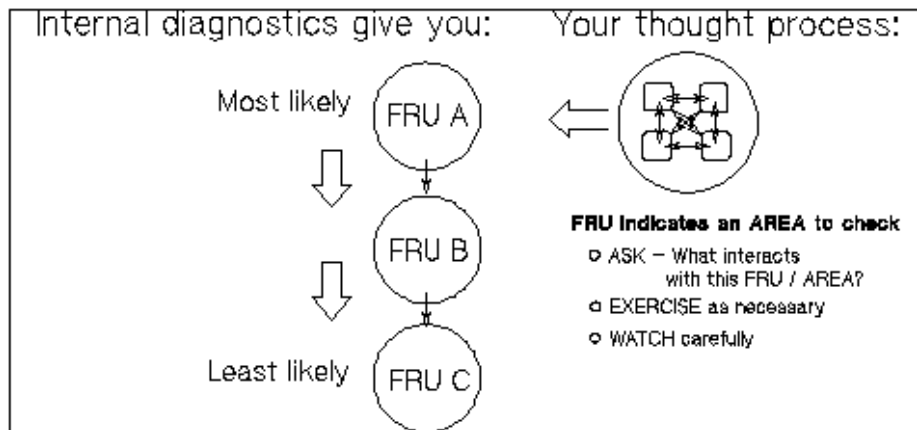 Internal diagnostics give you:
Your thought process:
Most likely
FRU A
FRU B
Least likely
FRU C
FRU Indicates an AREA to check
ASK – What interacts
with this FRU / AREA?
EXERCISE as necessary
WATCH carefully